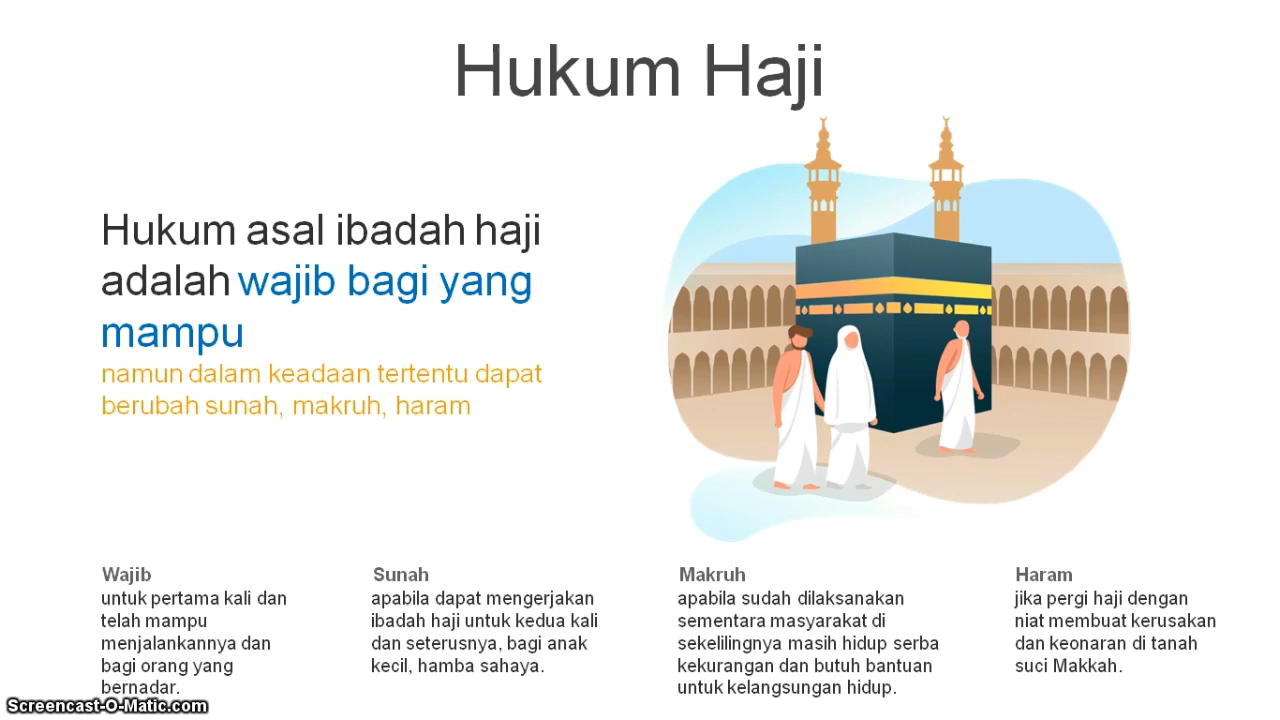 Hukum Haji
Hukum asal ibadah haji
adalah wajib bagi yang
mampu
namun dalam keadaan tertentu dapat
berubah sunah, makruh, haram
Wajib
untuk pertama kali dan
telah mampu
menjalankannya dan
bagi orang yang
bernadar.
Sunah
apabila dapat mengerjakan
ibadah haji untuk kedua kali
dan seterusnya, bagi anak
kecil, hamba sahaya.
Makruh
apabila sudah dilaksanakan
sementara masyarakat di
sekelilingnya masih hidup serba
kekurangan dan butuh bantuan
untuk kelangsungan hidup.
Haram
jika pergi haji dengan
niat membuat kerusakan
dan keonaran di tanah
suci Makkah.
Screencast-O-Matic.com